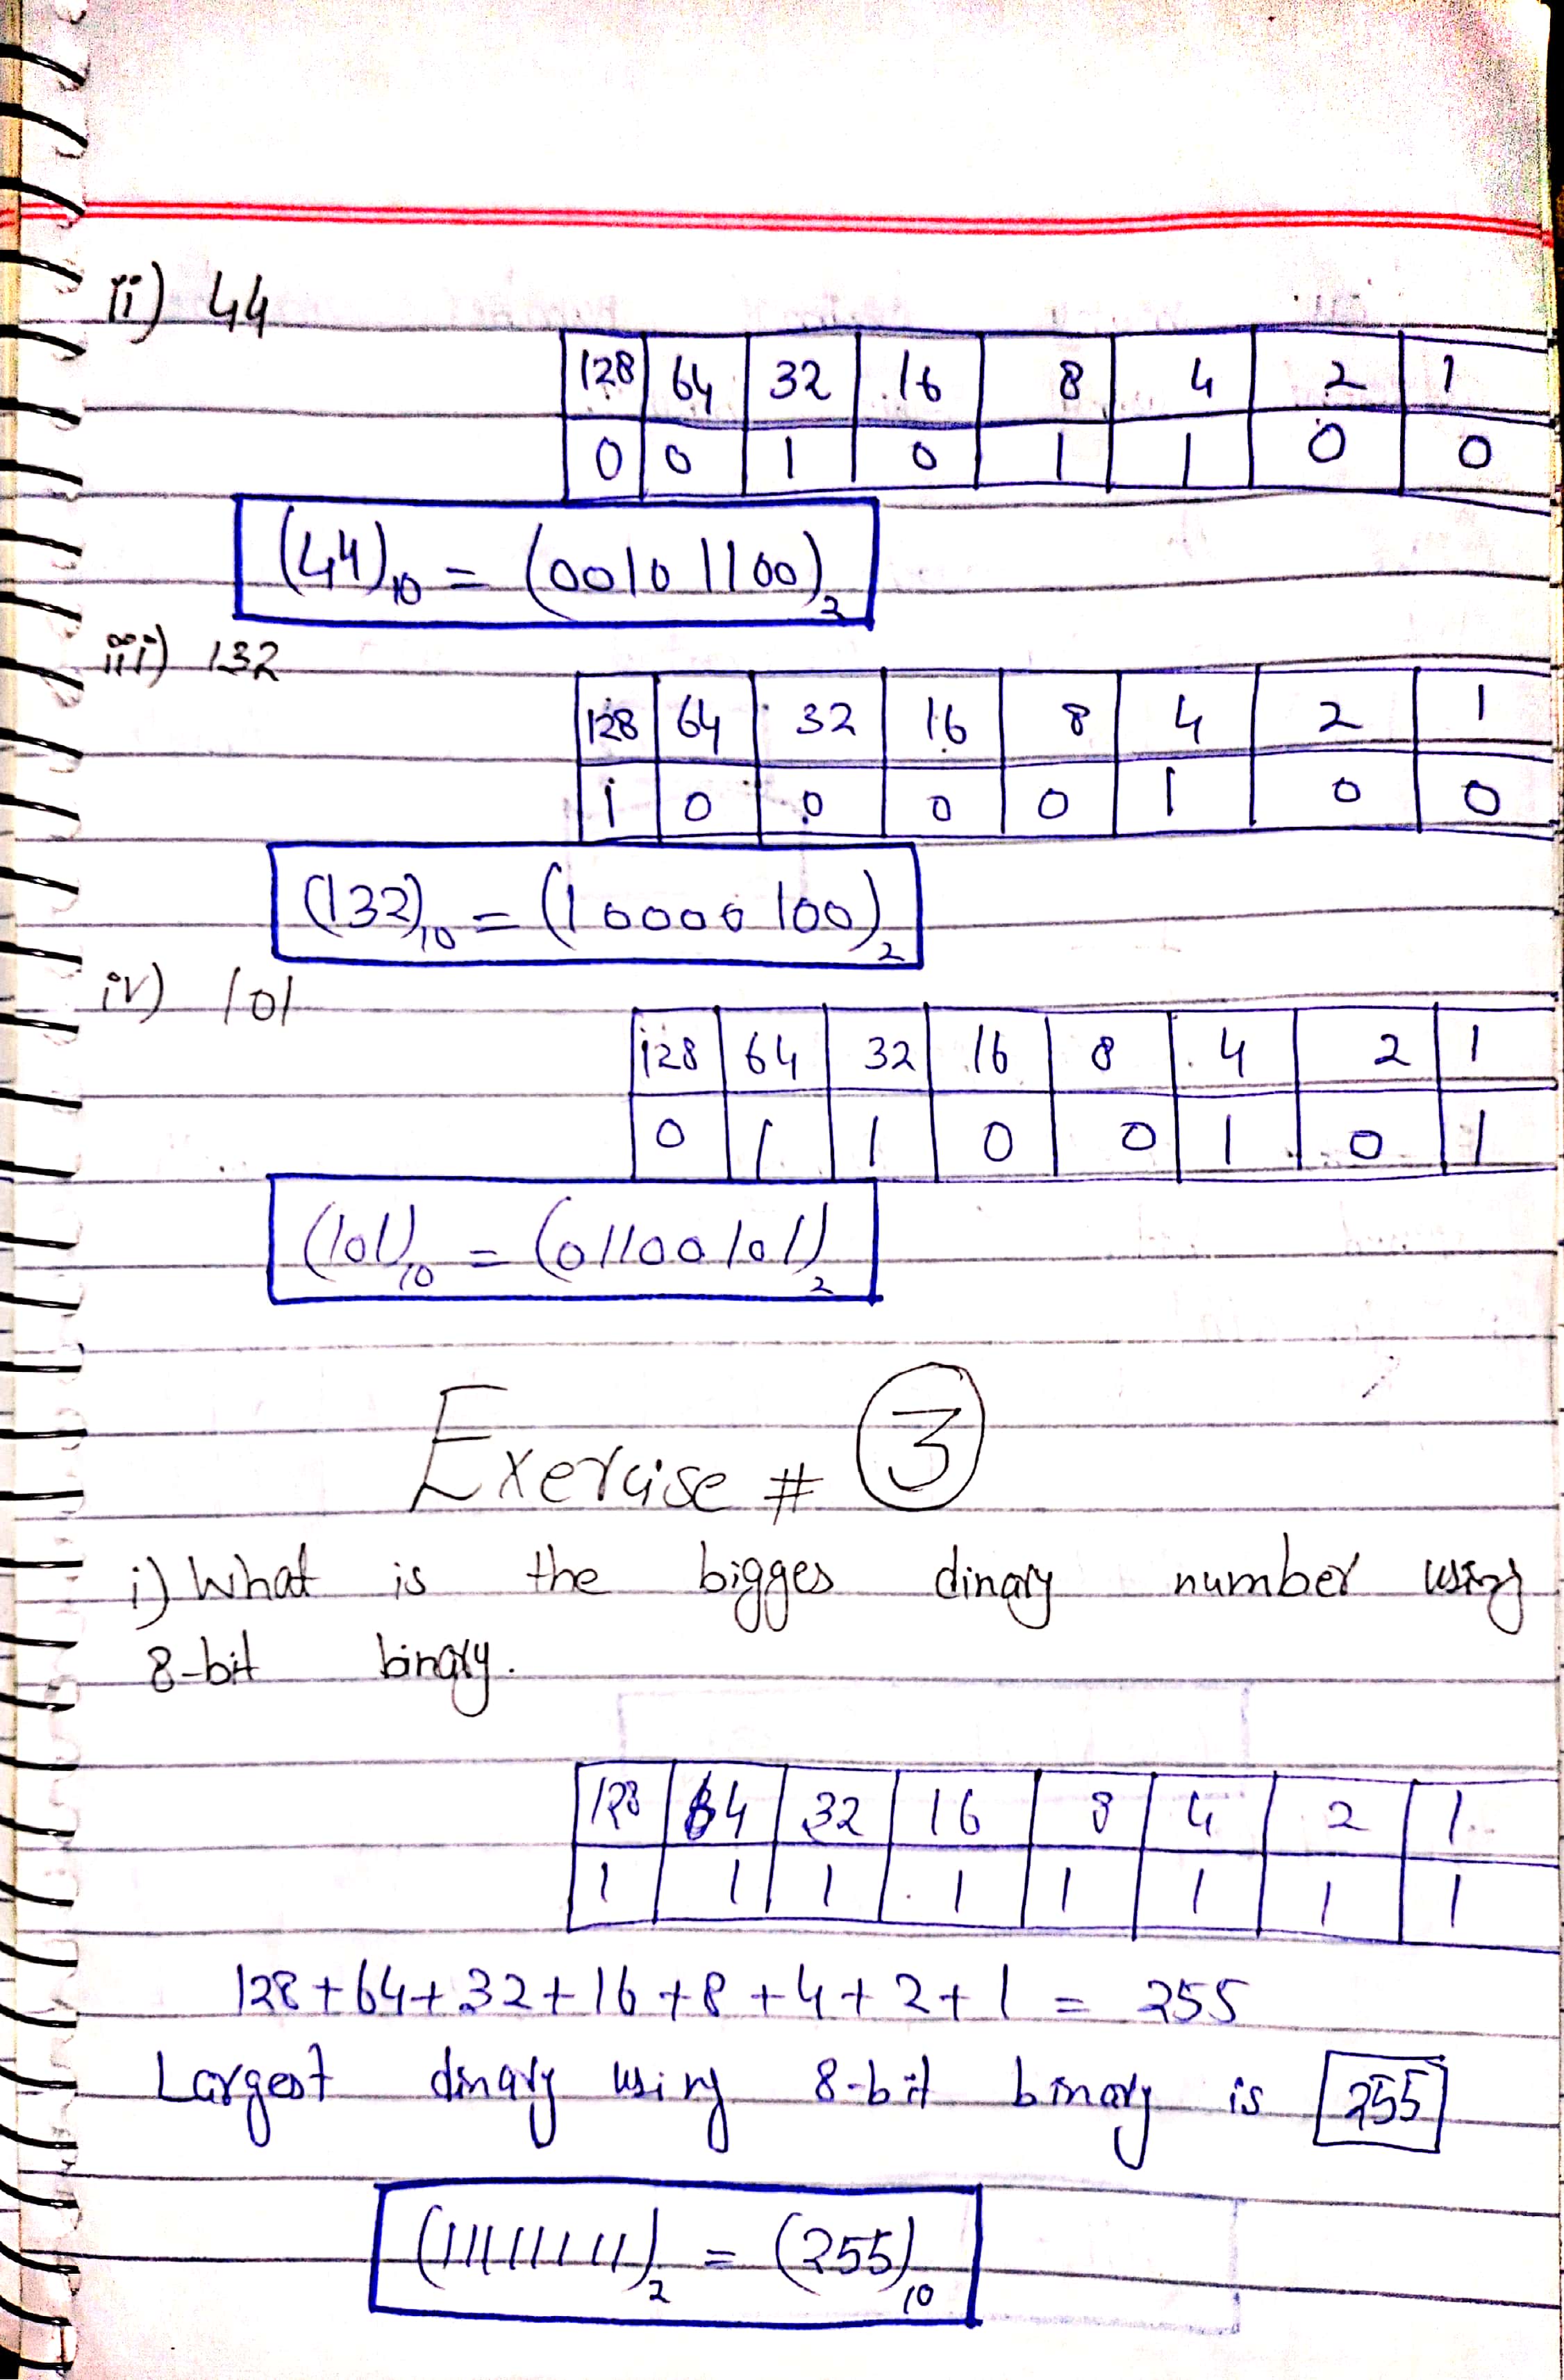 ii) 44
128 64 32 16 8 4 2 1
0 0 1 0 1 1 0 0
(44)₁₀ = (00101100)₂
iii) 132
128 64 32 16 8 4 2 1
1 0 0 0 0 1 0 0
(132)₁₀ = (10000100)₂
iv) 101
128 64 32 16 8 4 2 1
0 1 1 0 0 1 0 1
(101)₁₀ = (01100101)₂
Exercise # 3
i) What is the bigges dinary number using
8-bit binary.
128 64 32 16 8 4 2 1
1 1 1 1 1 1 1 1
128+64+32+16+8+4+2+1 = 255
Largest dinary using 8-bit binary is 255
(11111111)₂ = (255)₁₀